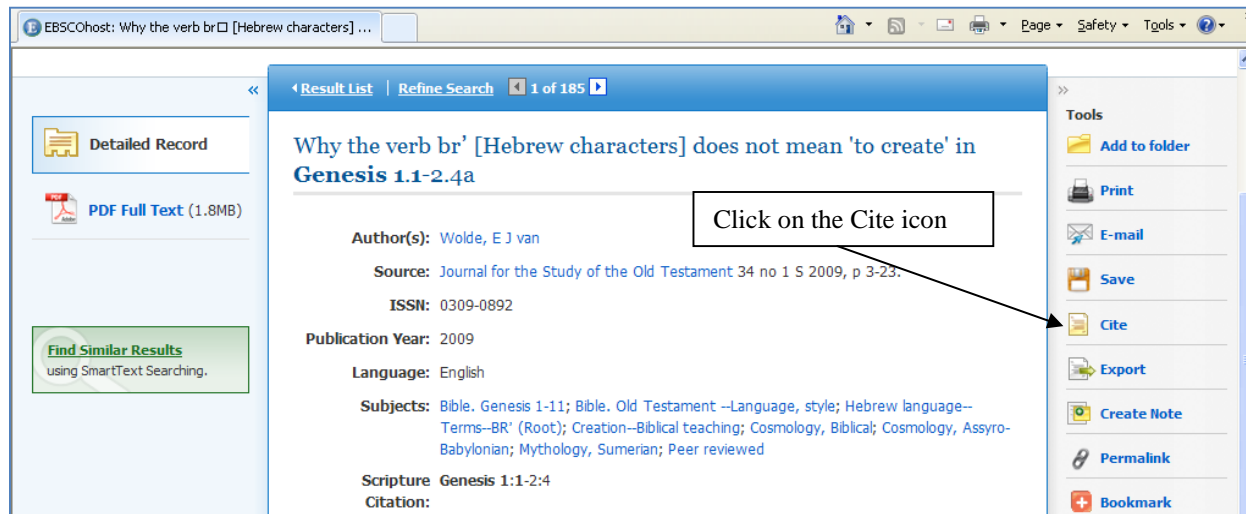 EBSCOhost: Why the verb br□ [Hebrew characters] ...
Page Safety Tools
«
Result List | Refine Search 1 of 185
»
Detailed Record
PDF Full Text (1.8MB)
Find Similar Results
using SmartText Searching.
Why the verb br’ [Hebrew characters] does not mean 'to create' in
Genesis 1.1-2.4a
Click on the Cite icon
Author(s): Wolde, E J van
Source: Journal for the Study of the Old Testament 34 no 1 S 2009, p 3-23.
ISSN: 0309-0892
Publication Year: 2009
Language: English
Subjects: Bible. Genesis 1-11; Bible. Old Testament --Language, style; Hebrew language--
Terms--BR' (Root); Creation--Biblical teaching; Cosmology, Biblical; Cosmology, Assyro-
Babylonian; Mythology, Sumerian; Peer reviewed
Scripture Genesis 1:1-2:4
Citation:
Tools
Add to folder
Print
E-mail
Save
Cite
Export
Create Note
Permalink
Bookmark